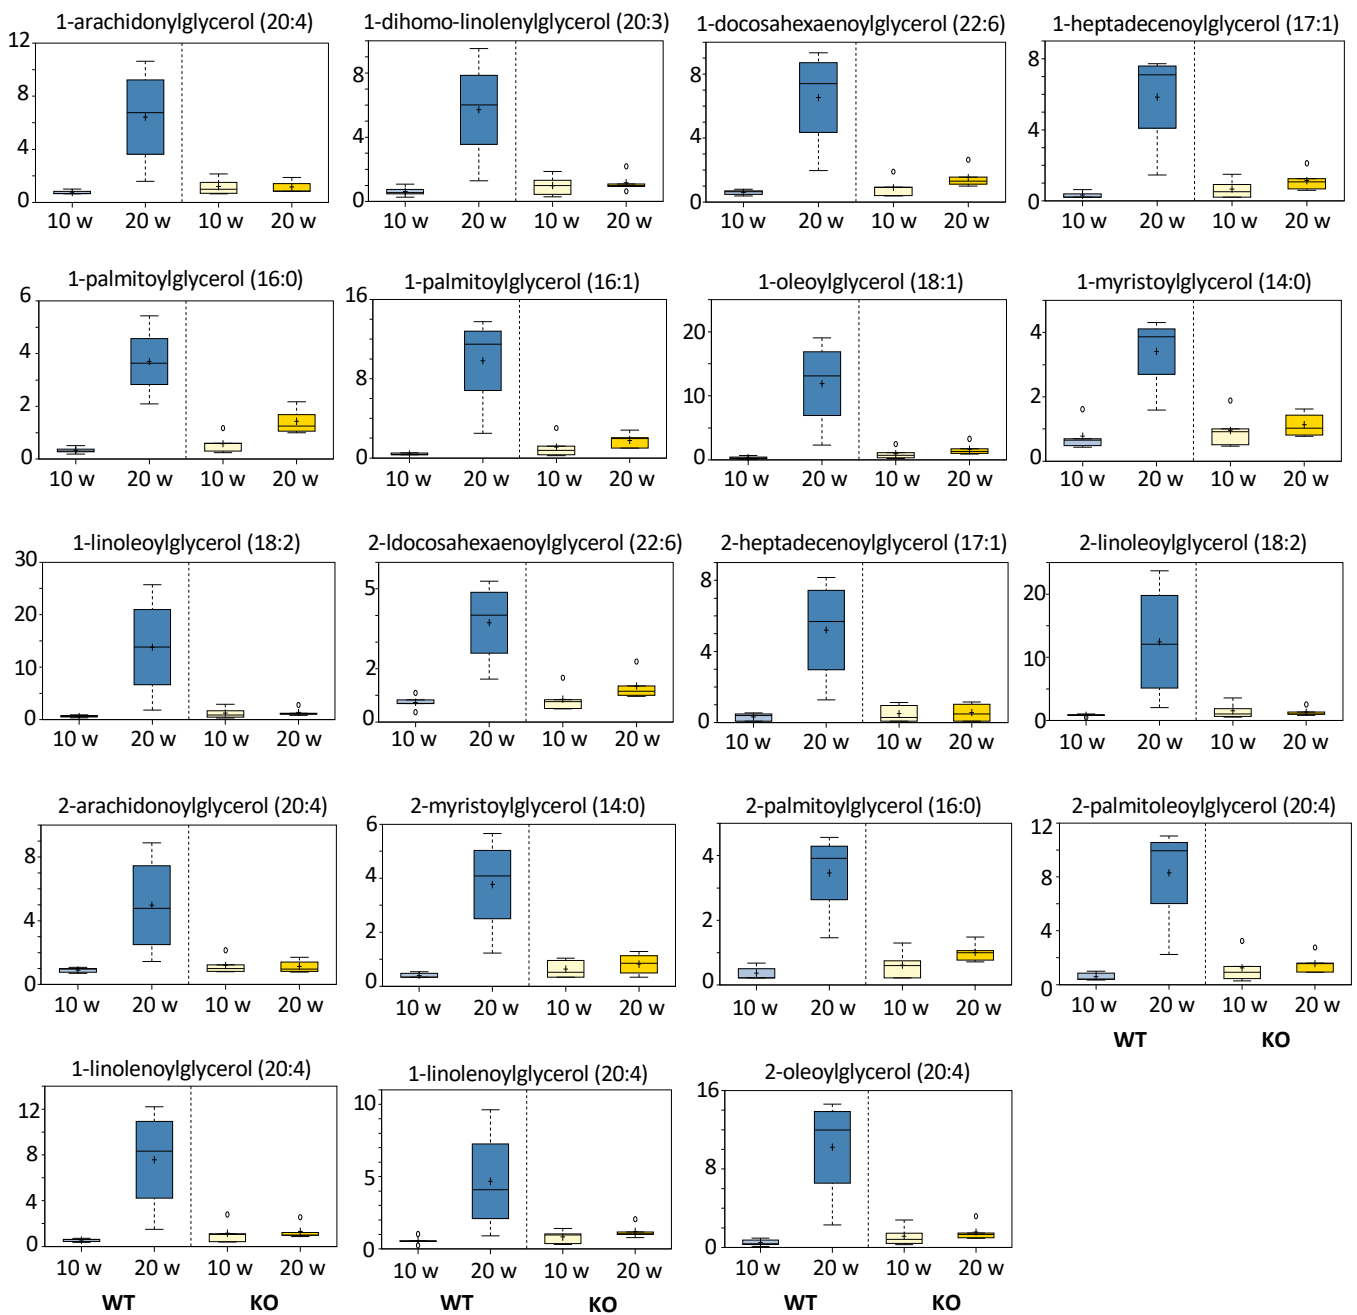 1-arachidonylglycerol (20:4)
12
8
4
0
10 w 20 w 10 w 20 w
1-dihomo-linolenylglycerol (20:3)
8
4
0
10 w 20 w 10 w 20 w
1-docosahexaenoylglycerol (22:6)
8
4
0
10 w 20 w 10 w 20 w
1-heptadecenoylglycerol (17:1)
8
4
0
10 w 20 w 10 w 20 w
1-palmitoylglycerol (16:0)
6
4
2
0
10 w 20 w 10 w 20 w
1-palmitoylglycerol (16:1)
16
8
0
10 w 20 w 10 w 20 w
1-oleoylglycerol (18:1)
20
10
0
10 w 20 w 10 w 20 w
1-myristoylglycerol (14:0)
4
2
0
10 w 20 w 10 w 20 w
1-linoleoylglycerol (18:2)
30
20
10
0
10 w 20 w 10 w 20 w
2-ldocosahexaenoylglycerol (22:6)
5
2
0
10 w 20 w 10 w 20 w
2-heptadecenoylglycerol (17:1)
8
4
0
10 w 20 w 10 w 20 w
2-linoleoylglycerol (18:2)
20
10
0
10 w 20 w 10 w 20 w
2-arachidonoylglycerol (20:4)
8
4
0
10 w 20 w 10 w 20 w
2-myristoylglycerol (14:0)
6
4
2
0
10 w 20 w 10 w 20 w
2-palmitoylglycerol (16:0)
4
2
0
10 w 20 w 10 w 20 w
2-palmitoleoylglycerol (20:4)
12
8
4
0
10 w 20 w 10 w 20 w
WT KO
1-linolenoylglycerol (20:4)
12
8
4
0
10 w 20 w 10 w 20 w
WT KO
1-linolenoylglycerol (20:4)
10
5
0
10 w 20 w 10 w 20 w
WT KO
2-oleoylglycerol (20:4)
16
8
4
0
10 w 20 w 10 w 20 w
WT KO